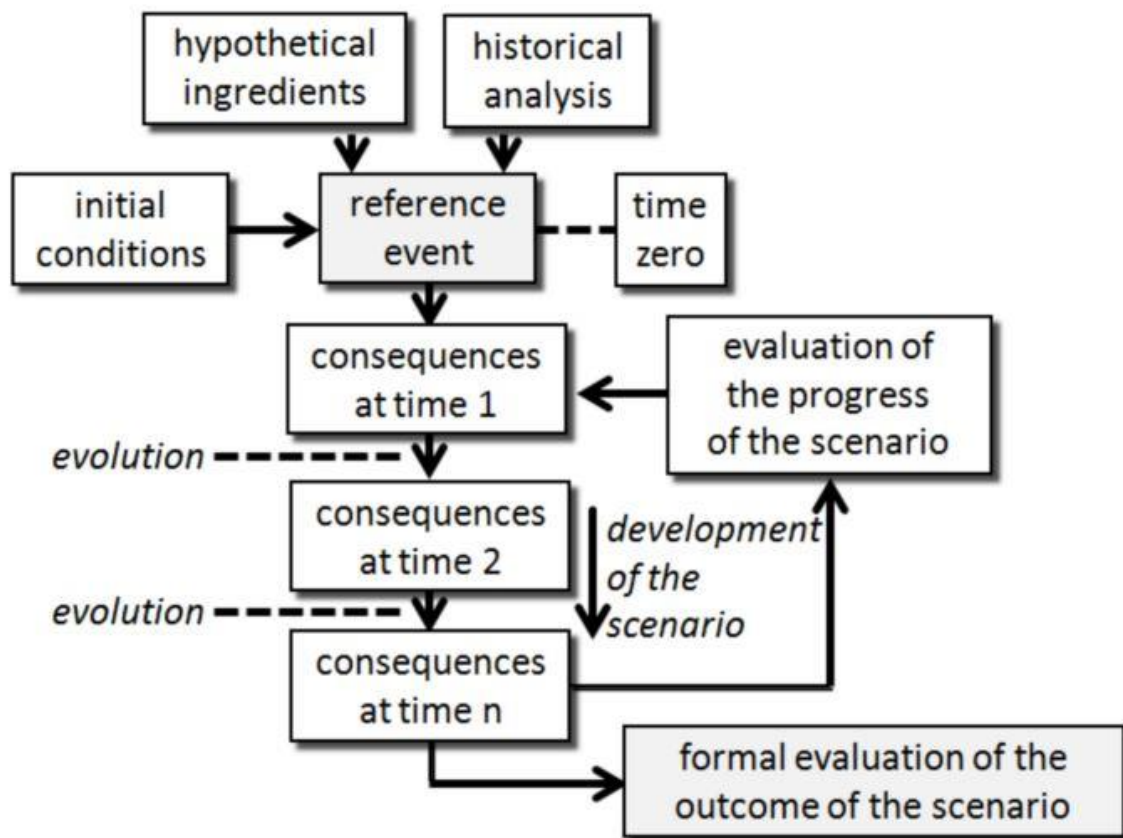 hypothetical
ingredients
historical
analysis
initial
conditions
reference
event
time
zero
consequences
at time 1
evaluation of
the progress
of the scenario
evolution
consequences
at time 2
development
of the
scenario
evolution
consequences
at time n
formal evaluation of the
outcome of the scenario